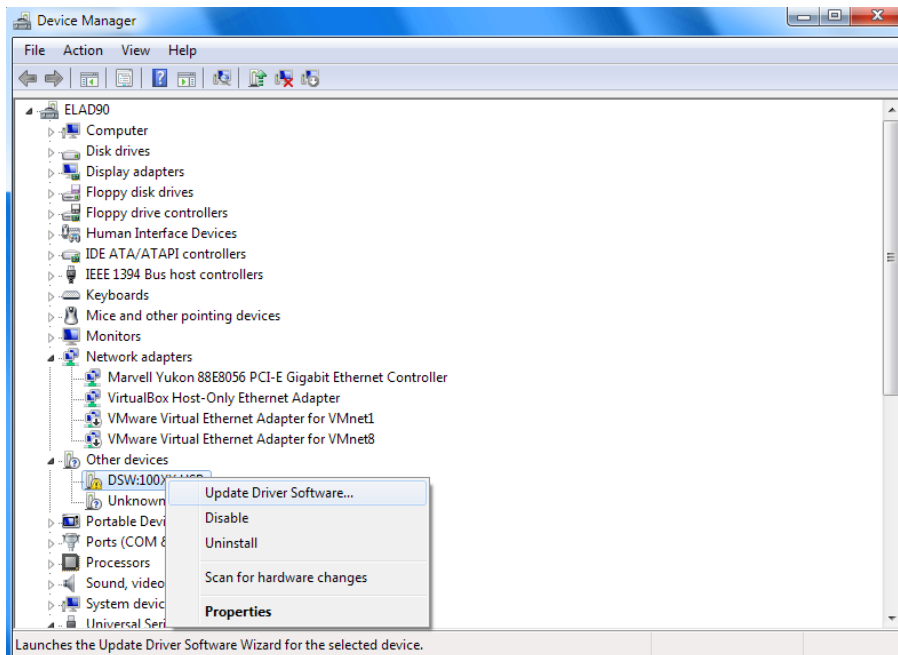 Device Manager
File Action View Help
ELAD90
Computer
Disk drives
Display adapters
Floppy disk drives
Floppy drive controllers
Human Interface Devices
IDE ATA/ATAPI controllers
IEEE 1394 Bus host controllers
Keyboards
Mice and other pointing devices
Monitors
Network adapters
Marvell Yukon 88E8056 PCI-E Gigabit Ethernet Controller
VirtualBox Host-Only Ethernet Adapter
VMware Virtual Ethernet Adapter for VMnet1
VMware Virtual Ethernet Adapter for VMnet8
Other devices
DSW:100XX USB
Unknown
Portable Devi
Ports (COM &
Processors
Sound, video
System devic
Universal Seri
Update Driver Software...
Disable
Uninstall
Scan for hardware changes
Properties
Launches the Update Driver Software Wizard for the selected device.